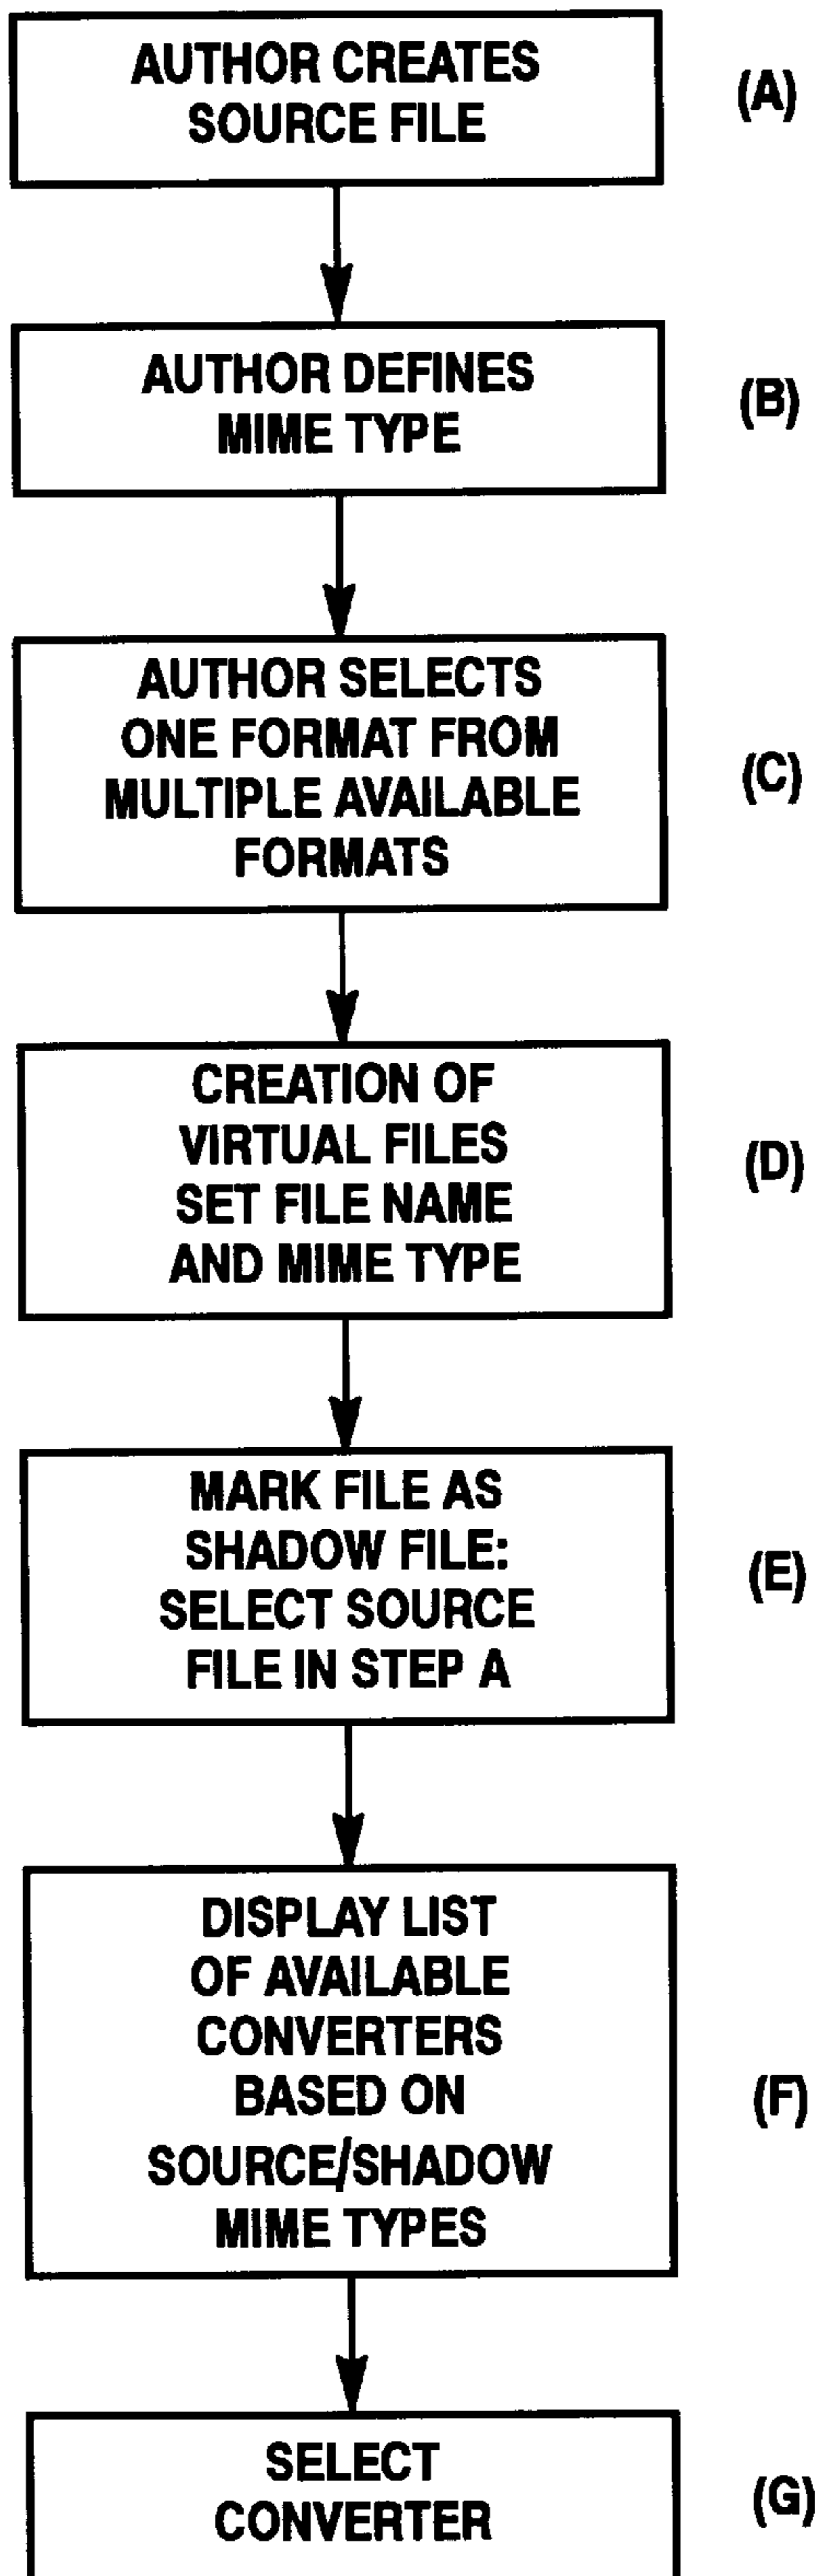 AUTHOR CREATES
SOURCE FILE
(A)
AUTHOR DEFINES
MIME TYPE
(B)
AUTHOR SELECTS
ONE FORMAT FROM
MULTIPLE AVAILABLE
FORMATS
(C)
CREATION OF
VIRTUAL FILES
SET FILE NAME
AND MIME TYPE
(D)
MARK FILE AS
SHADOW FILE:
SELECT SOURCE
FILE IN STEP A
(E)
DISPLAY LIST
OF AVAILABLE
CONVERTERS
BASED ON
SOURCE/SHADOW
MIME TYPES
(F)
SELECT
CONVERTER
(G)